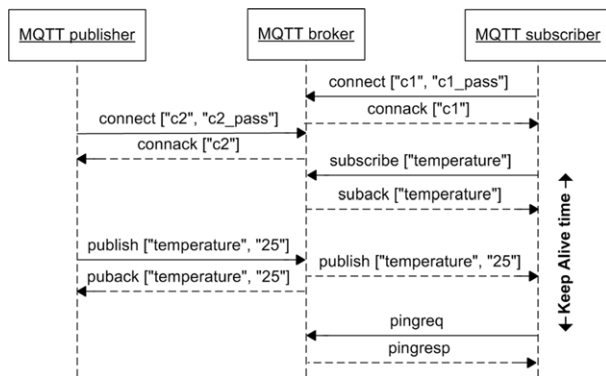 MQTT publisher
MQTT broker
MQTT subscriber
connect ["c1", "c1_pass"]
connack ["c1"]
connect ["c2", "c2_pass"]
connack ["c2"]
subscribe ["temperature"]
suback ["temperature"]
publish ["temperature", "25"]
publish ["temperature", "25"]
puback ["temperature", "25"]
Keep Alive time
pingreq
pingresp